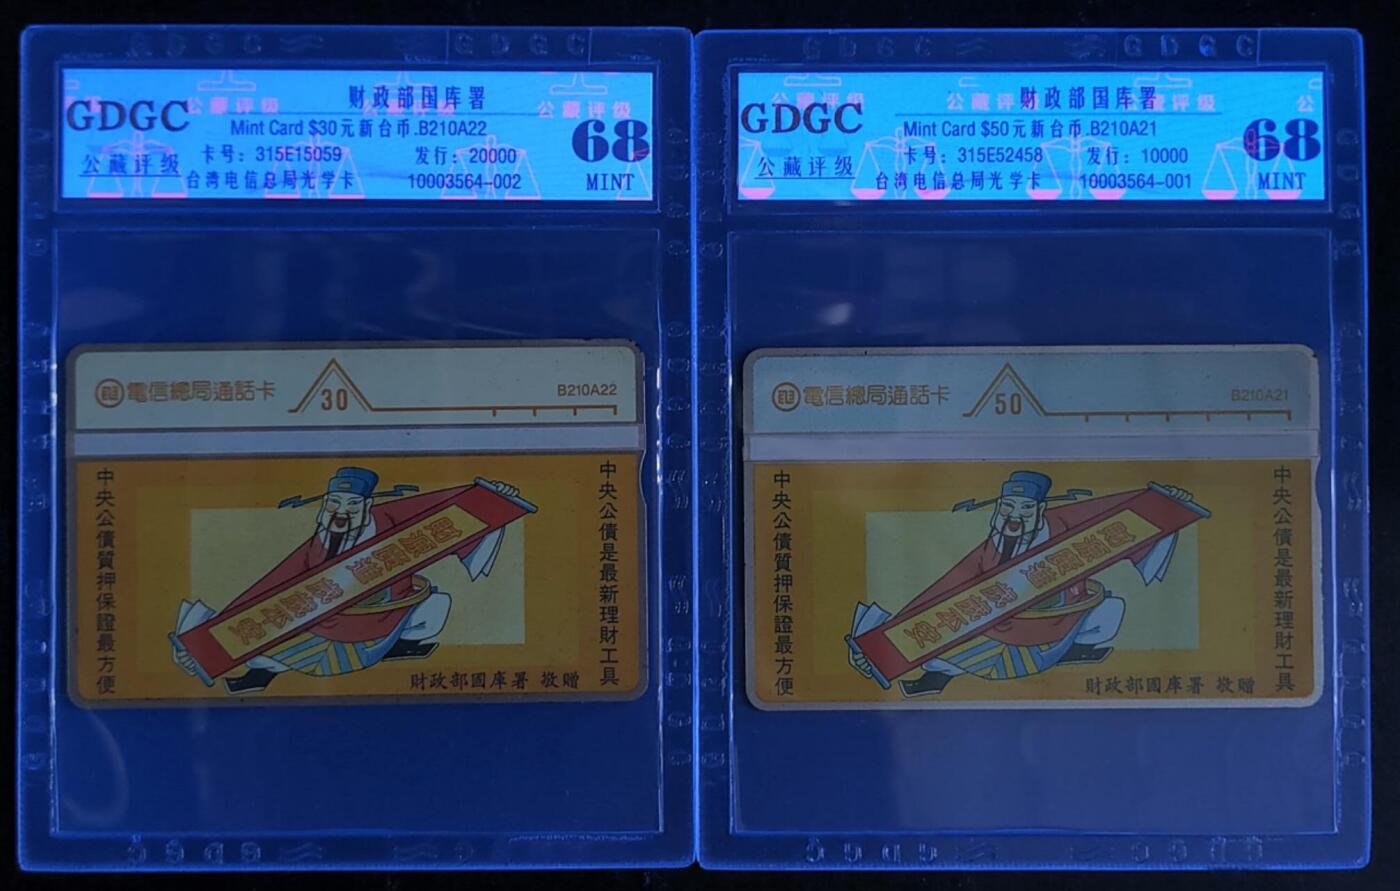 GDGC
公藏评级
财政部国库署
Mint Card $30元新台币.B210A22
卡号：315E15059 发行：20000
台湾电信总局光学卡 10003564-002
68
MINT
電信總局通話卡
30
B210A22
中央公債質押保證最方便
中央公債是最新理財工具
財政部國庫署 敬贈
GDGC
公藏评级
财政部国库署
Mint Card $50元新台币.B210A21
卡号：315E52458 发行：10000
台湾电信总局光学卡 10003564-001
68
MINT
電信總局通話卡
50
B210A21
中央公債質押保證最方便
中央公債是最新理財工具
財政部國庫署 敬贈